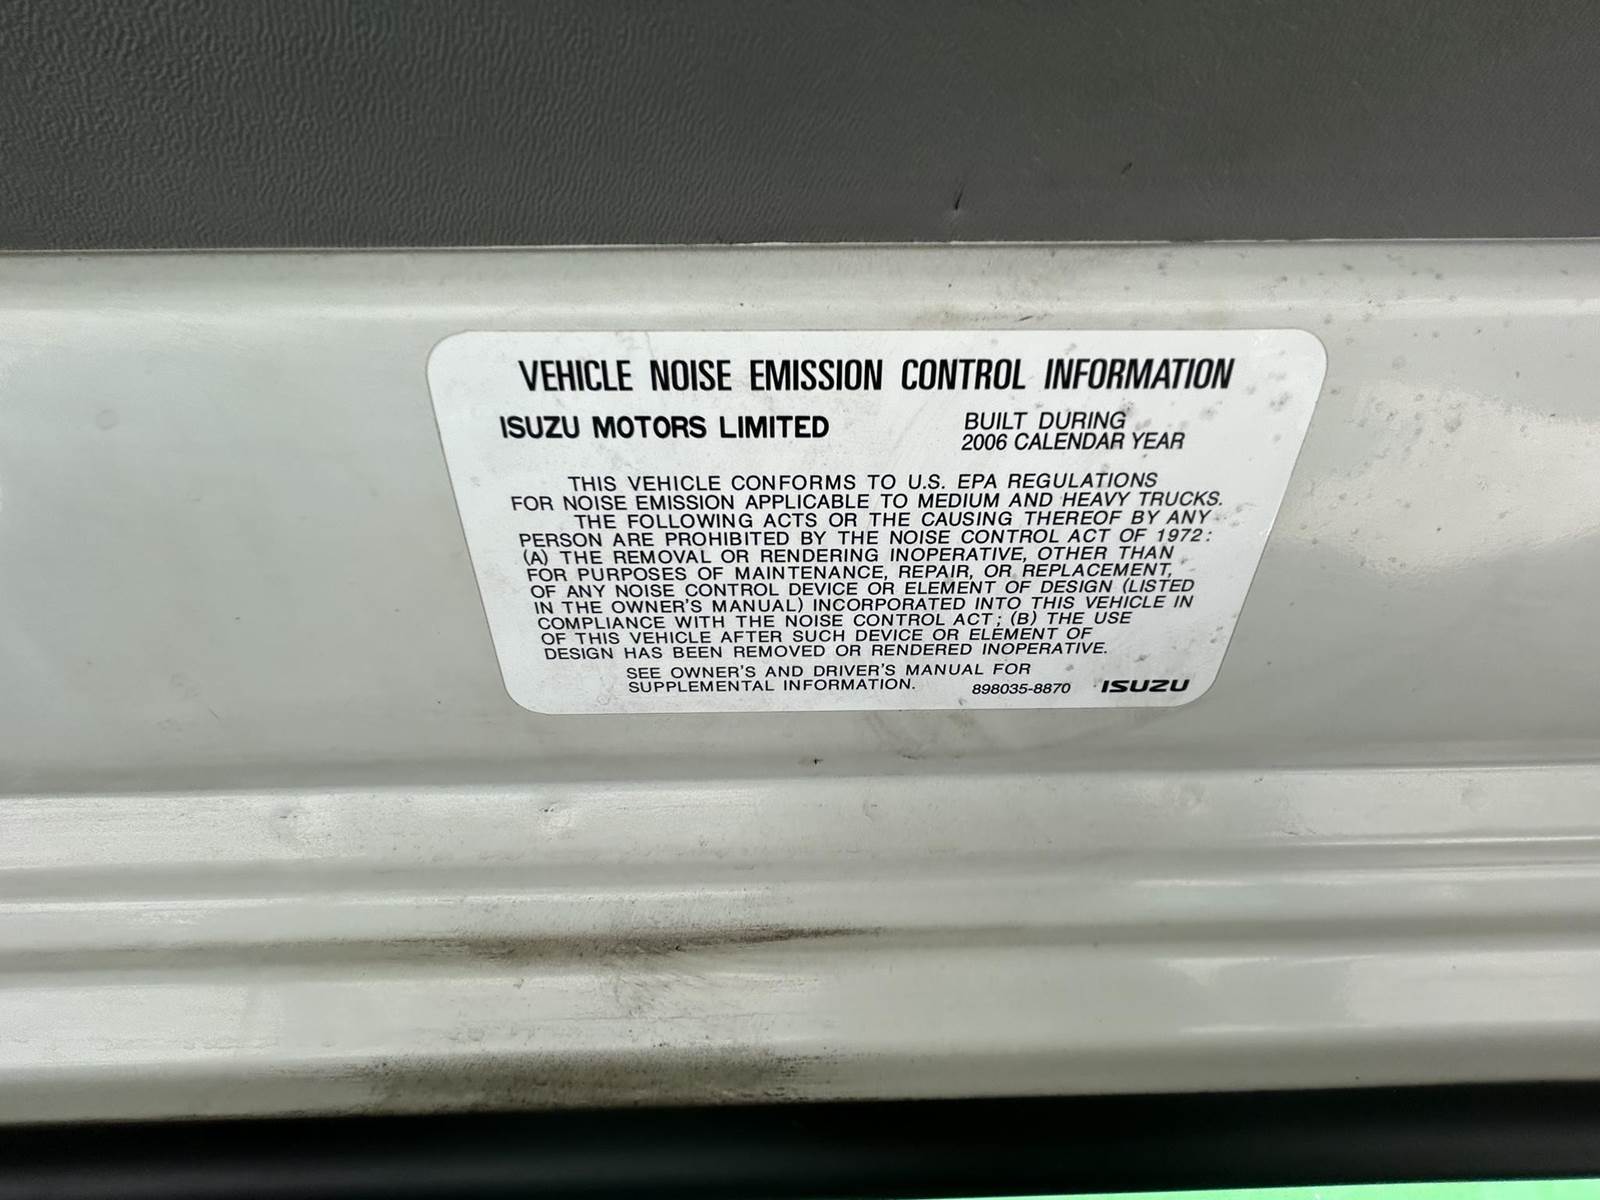 VEHICLE NOISE EMISSION CONTROL INFORMATION
ISUZU MOTORS LIMITED
BUILT DURING
2006 CALENDAR YEAR
THIS VEHICLE CONFORMS TO U.S. EPA REGULATIONS
FOR NOISE EMISSION APPLICABLE TO MEDIUM AND HEAVY TRUCKS.
THE FOLLOWING ACTS OR THE CAUSING THEREOF BY ANY
PERSON ARE PROHIBITED BY THE NOISE CONTROL ACT OF 1972:
(A) THE REMOVAL OR RENDERING INOPERATIVE, OTHER THAN
FOR PURPOSES OF MAINTENANCE, REPAIR, OR REPLACEMENT,
OF ANY NOISE CONTROL DEVICE OR ELEMENT OF DESIGN (LISTED
IN THE OWNER'S MANUAL) INCORPORATED INTO THIS VEHICLE IN
COMPLIANCE WITH THE NOISE CONTROL ACT; (B) THE USE
OF THIS VEHICLE AFTER SUCH DEVICE OR ELEMENT OF
DESIGN HAS BEEN REMOVED OR RENDERED INOPERATIVE.
SEE OWNER'S AND DRIVER'S MANUAL FOR
SUPPLEMENTAL INFORMATION.
898035-8870 ISUZU